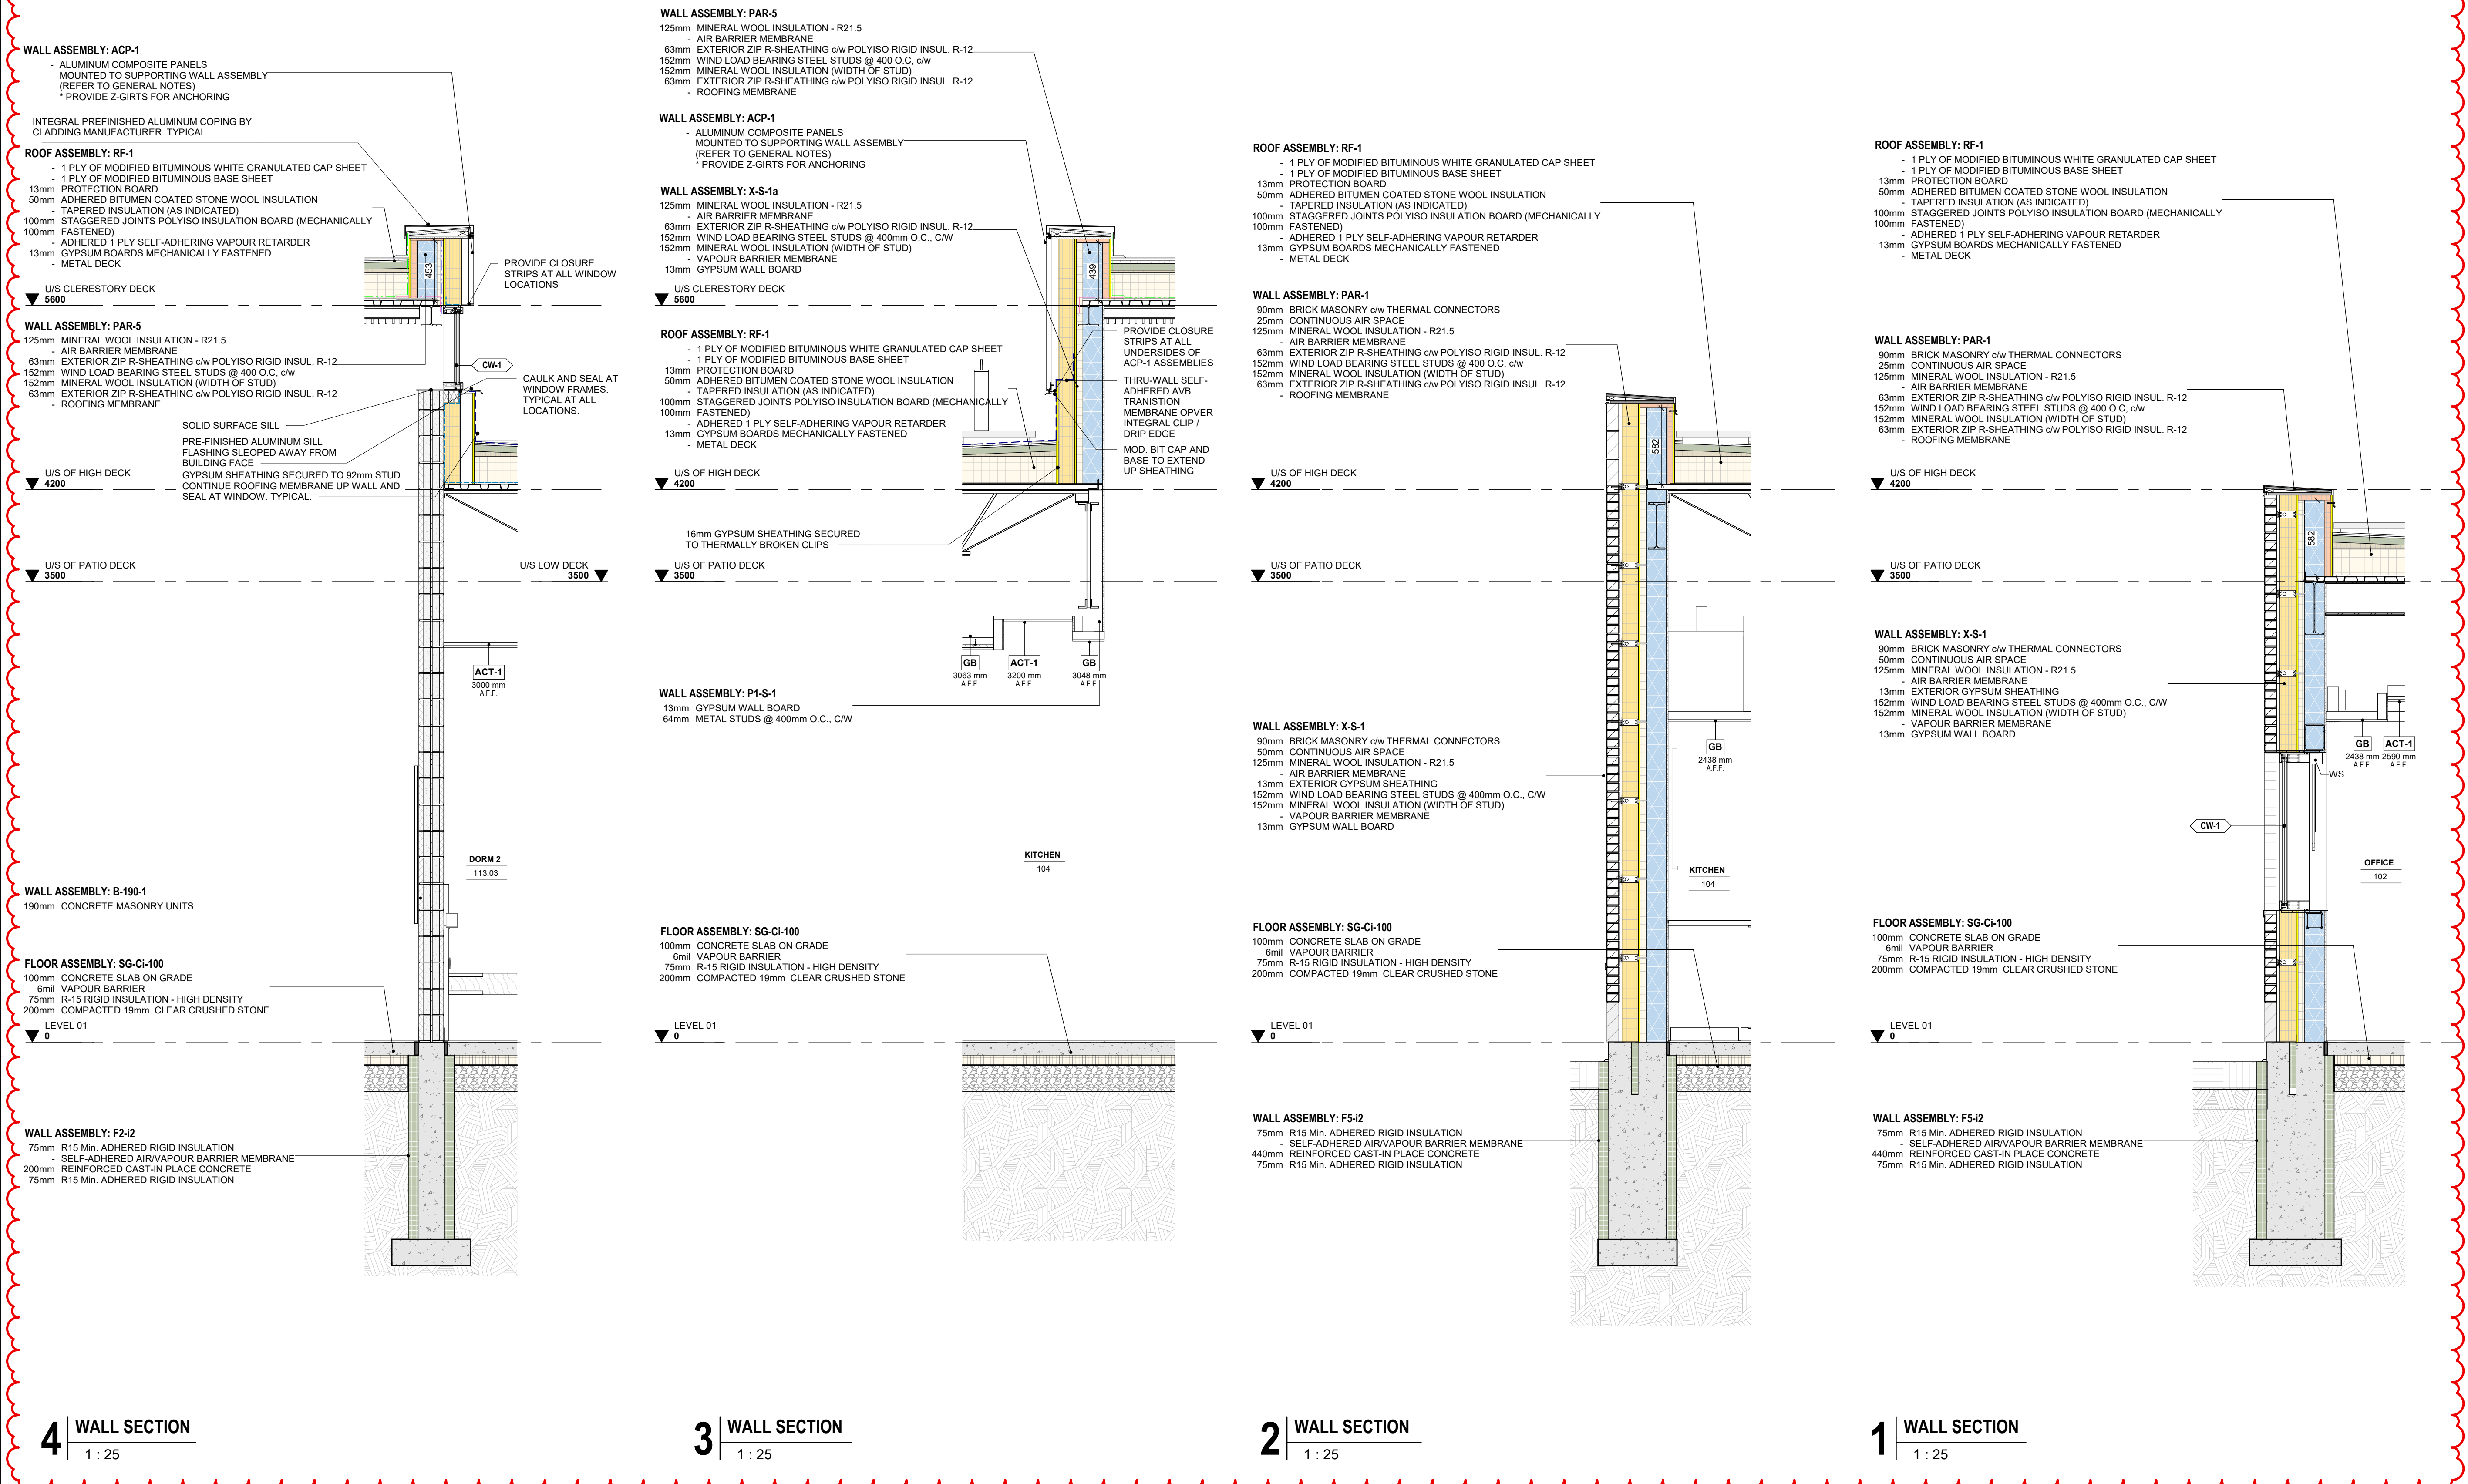 WALL ASSEMBLY: ACP-1
- ALUMINUM COMPOSITE PANELS
MOUNTED TO SUPPORTING WALL ASSEMBLY
(REFER TO GENERAL NOTES)
* PROVIDE Z-GIRTS FOR ANCHORING
INTEGRAL PREFINISHED ALUMINUM COPING BY
CLADDING MANUFACTURER. TYPICAL
ROOF ASSEMBLY: RF-1
- 1 PLY OF MODIFIED BITUMINOUS WHITE GRANULATED CAP SHEET
- 1 PLY OF MODIFIED BITUMINOUS BASE SHEET
13mm PROTECTION BOARD
50mm ADHERED BITUMEN COATED STONE WOOL INSULATION
- TAPERED INSULATION (AS INDICATED)
100mm STAGGERED JOINTS POLYISO INSULATION BOARD (MECHANICALLY
100mm FASTENED)
- ADHERED 1 PLY SELF-ADHERING VAPOUR RETARDER
13mm GYPSUM BOARDS MECHANICALLY FASTENED
- METAL DECK
453
PROVIDE CLOSURE
STRIPS AT ALL WINDOW
LOCATIONS
U/S CLERESTORY DECK
5600
WALL ASSEMBLY: PAR-5
125mm MINERAL WOOL INSULATION - R21.5
- AIR BARRIER MEMBRANE
63mm EXTERIOR ZIP R-SHEATHING c/w POLYISO RIGID INSUL. R-12
152mm WIND LOAD BEARING STEEL STUDS @ 400 O.C, c/w
152mm MINERAL WOOL INSULATION (WIDTH OF STUD)
63mm EXTERIOR ZIP R-SHEATHING c/w POLYISO RIGID INSUL. R-12
- ROOFING MEMBRANE
CW-1
CAULK AND SEAL AT
WINDOW FRAMES.
TYPICAL AT ALL
LOCATIONS.
SOLID SURFACE SILL
PRE-FINISHED ALUMINUM SILL
FLASHING SLEOPED AWAY FROM
BUILDING FACE
GYPSUM SHEATHING SECURED TO 92mm STUD.
CONTINUE ROOFING MEMBRANE UP WALL AND
SEAL AT WINDOW. TYPICAL.
U/S OF HIGH DECK
4200
U/S OF PATIO DECK
3500
U/S LOW DECK
3500
ACT-1
3000 mm
A.F.F.
DORM 2
113.03
WALL ASSEMBLY: B-190-1
190mm CONCRETE MASONRY UNITS
FLOOR ASSEMBLY: SG-Ci-100
100mm CONCRETE SLAB ON GRADE
6mil VAPOUR BARRIER
75mm R-15 RIGID INSULATION - HIGH DENSITY
200mm COMPACTED 19mm CLEAR CRUSHED STONE
LEVEL 01
0
WALL ASSEMBLY: F2-i2
75mm R15 Min. ADHERED RIGID INSULATION
- SELF-ADHERED AIR/VAPOUR BARRIER MEMBRANE
200mm REINFORCED CAST-IN PLACE CONCRETE
75mm R15 Min. ADHERED RIGID INSULATION
4 WALL SECTION
1 : 25
WALL ASSEMBLY: PAR-5
125mm MINERAL WOOL INSULATION - R21.5
- AIR BARRIER MEMBRANE
63mm EXTERIOR ZIP R-SHEATHING c/w POLYISO RIGID INSUL. R-12
152mm WIND LOAD BEARING STEEL STUDS @ 400 O.C, c/w
152mm MINERAL WOOL INSULATION (WIDTH OF STUD)
63mm EXTERIOR ZIP R-SHEATHING c/w POLYISO RIGID INSUL. R-12
- ROOFING MEMBRANE
WALL ASSEMBLY: ACP-1
- ALUMINUM COMPOSITE PANELS
MOUNTED TO SUPPORTING WALL ASSEMBLY
(REFER TO GENERAL NOTES)
* PROVIDE Z-GIRTS FOR ANCHORING
WALL ASSEMBLY: X-S-1a
125mm MINERAL WOOL INSULATION - R21.5
- AIR BARRIER MEMBRANE
63mm EXTERIOR ZIP R-SHEATHING c/w POLYISO RIGID INSUL. R-12
152mm WIND LOAD BEARING STEEL STUDS @ 400mm O.C., C/W
152mm MINERAL WOOL INSULATION (WIDTH OF STUD)
- VAPOUR BARRIER MEMBRANE
13mm GYPSUM WALL BOARD
439
U/S CLERESTORY DECK
5600
ROOF ASSEMBLY: RF-1
- 1 PLY OF MODIFIED BITUMINOUS WHITE GRANULATED CAP SHEET
- 1 PLY OF MODIFIED BITUMINOUS BASE SHEET
13mm PROTECTION BOARD
50mm ADHERED BITUMEN COATED STONE WOOL INSULATION
- TAPERED INSULATION (AS INDICATED)
100mm STAGGERED JOINTS POLYISO INSULATION BOARD (MECHANICALLY
100mm FASTENED)
- ADHERED 1 PLY SELF-ADHERING VAPOUR RETARDER
13mm GYPSUM BOARDS MECHANICALLY FASTENED
- METAL DECK
PROVIDE CLOSURE
STRIPS AT ALL
UNDERSIDES OF
ACP-1 ASSEMBLIES
THRU-WALL SELF-
ADHERED AVB
TRANISTION
MEMBRANE OPVER
INTEGRAL CLIP /
DRIP EDGE
MOD. BIT CAP AND
BASE TO EXTEND
UP SHEATHING
U/S OF HIGH DECK
4200
16mm GYPSUM SHEATHING SECURED
TO THERMALLY BROKEN CLIPS
U/S OF PATIO DECK
3500
GB
3063 mm
A.F.F.
ACT-1
3200 mm
A.F.F.
GB
3048 mm
A.F.F.
WALL ASSEMBLY: P1-S-1
13mm GYPSUM WALL BOARD
64mm METAL STUDS @ 400mm O.C., C/W
KITCHEN
104
FLOOR ASSEMBLY: SG-Ci-100
100mm CONCRETE SLAB ON GRADE
6mil VAPOUR BARRIER
75mm R-15 RIGID INSULATION - HIGH DENSITY
200mm COMPACTED 19mm CLEAR CRUSHED STONE
LEVEL 01
0
3 WALL SECTION
1 : 25
ROOF ASSEMBLY: RF-1
- 1 PLY OF MODIFIED BITUMINOUS WHITE GRANULATED CAP SHEET
- 1 PLY OF MODIFIED BITUMINOUS BASE SHEET
13mm PROTECTION BOARD
50mm ADHERED BITUMEN COATED STONE WOOL INSULATION
- TAPERED INSULATION (AS INDICATED)
100mm STAGGERED JOINTS POLYISO INSULATION BOARD (MECHANICALLY
100mm FASTENED)
- ADHERED 1 PLY SELF-ADHERING VAPOUR RETARDER
13mm GYPSUM BOARDS MECHANICALLY FASTENED
- METAL DECK
WALL ASSEMBLY: PAR-1
90mm BRICK MASONRY c/w THERMAL CONNECTORS
25mm CONTINUOUS AIR SPACE
125mm MINERAL WOOL INSULATION - R21.5
- AIR BARRIER MEMBRANE
63mm EXTERIOR ZIP R-SHEATHING c/w POLYISO RIGID INSUL. R-12
152mm WIND LOAD BEARING STEEL STUDS @ 400 O.C, c/w
152mm MINERAL WOOL INSULATION (WIDTH OF STUD)
63mm EXTERIOR ZIP R-SHEATHING c/w POLYISO RIGID INSUL. R-12
- ROOFING MEMBRANE
582
U/S OF HIGH DECK
4200
U/S OF PATIO DECK
3500
WALL ASSEMBLY: X-S-1
90mm BRICK MASONRY c/w THERMAL CONNECTORS
50mm CONTINUOUS AIR SPACE
125mm MINERAL WOOL INSULATION - R21.5
- AIR BARRIER MEMBRANE
13mm EXTERIOR GYPSUM SHEATHING
152mm WIND LOAD BEARING STEEL STUDS @ 400mm O.C., C/W
152mm MINERAL WOOL INSULATION (WIDTH OF STUD)
- VAPOUR BARRIER MEMBRANE
13mm GYPSUM WALL BOARD
GB
2438 mm
A.F.F.
KITCHEN
104
FLOOR ASSEMBLY: SG-Ci-100
100mm CONCRETE SLAB ON GRADE
6mil VAPOUR BARRIER
75mm R-15 RIGID INSULATION - HIGH DENSITY
200mm COMPACTED 19mm CLEAR CRUSHED STONE
LEVEL 01
0
WALL ASSEMBLY: F5-i2
75mm R15 Min. ADHERED RIGID INSULATION
- SELF-ADHERED AIR/VAPOUR BARRIER MEMBRANE
440mm REINFORCED CAST-IN PLACE CONCRETE
75mm R15 Min. ADHERED RIGID INSULATION
2 WALL SECTION
1 : 25
ROOF ASSEMBLY: RF-1
- 1 PLY OF MODIFIED BITUMINOUS WHITE GRANULATED CAP SHEET
- 1 PLY OF MODIFIED BITUMINOUS BASE SHEET
13mm PROTECTION BOARD
50mm ADHERED BITUMEN COATED STONE WOOL INSULATION
- TAPERED INSULATION (AS INDICATED)
100mm STAGGERED JOINTS POLYISO INSULATION BOARD (MECHANICALLY
100mm FASTENED)
- ADHERED 1 PLY SELF-ADHERING VAPOUR RETARDER
13mm GYPSUM BOARDS MECHANICALLY FASTENED
- METAL DECK
WALL ASSEMBLY: PAR-1
90mm BRICK MASONRY c/w THERMAL CONNECTORS
25mm CONTINUOUS AIR SPACE
125mm MINERAL WOOL INSULATION - R21.5
- AIR BARRIER MEMBRANE
63mm EXTERIOR ZIP R-SHEATHING c/w POLYISO RIGID INSUL. R-12
152mm WIND LOAD BEARING STEEL STUDS @ 400 O.C, c/w
152mm MINERAL WOOL INSULATION (WIDTH OF STUD)
63mm EXTERIOR ZIP R-SHEATHING c/w POLYISO RIGID INSUL. R-12
- ROOFING MEMBRANE
U/S OF HIGH DECK
4200
582
U/S OF PATIO DECK
3500
WALL ASSEMBLY: X-S-1
90mm BRICK MASONRY c/w THERMAL CONNECTORS
50mm CONTINUOUS AIR SPACE
125mm MINERAL WOOL INSULATION - R21.5
- AIR BARRIER MEMBRANE
13mm EXTERIOR GYPSUM SHEATHING
152mm WIND LOAD BEARING STEEL STUDS @ 400mm O.C., C/W
152mm MINERAL WOOL INSULATION (WIDTH OF STUD)
- VAPOUR BARRIER MEMBRANE
13mm GYPSUM WALL BOARD
GB
2438 mm
A.F.F.
ACT-1
2590 mm
A.F.F.
WS
CW-1
OFFICE
102
FLOOR ASSEMBLY: SG-Ci-100
100mm CONCRETE SLAB ON GRADE
6mil VAPOUR BARRIER
75mm R-15 RIGID INSULATION - HIGH DENSITY
200mm COMPACTED 19mm CLEAR CRUSHED STONE
LEVEL 01
0
WALL ASSEMBLY: F5-i2
75mm R15 Min. ADHERED RIGID INSULATION
- SELF-ADHERED AIR/VAPOUR BARRIER MEMBRANE
440mm REINFORCED CAST-IN PLACE CONCRETE
75mm R15 Min. ADHERED RIGID INSULATION
1 WALL SECTION
1 : 25